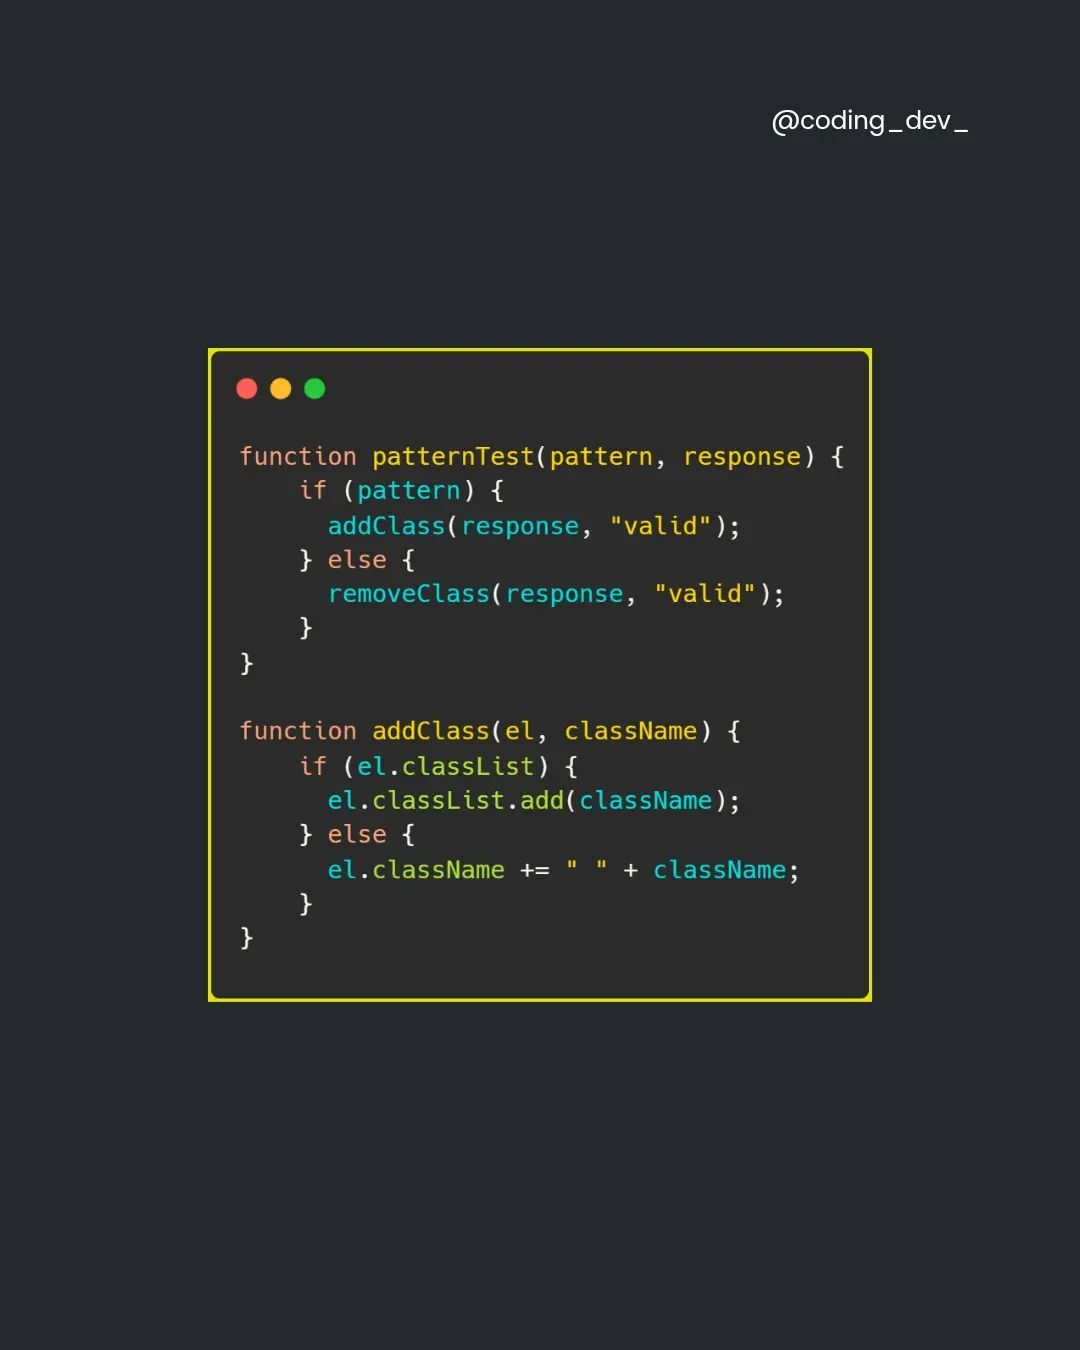 @coding_dev_
function patternTest(pattern, response) {
    if (pattern) {
      addClass(response, "valid");
    } else {
      removeClass(response, "valid");
    }
}
function addClass(el, className) {
    if (el.classList) {
      el.classList.add(className);
    } else {
      el.className += " " + className;
    }
}